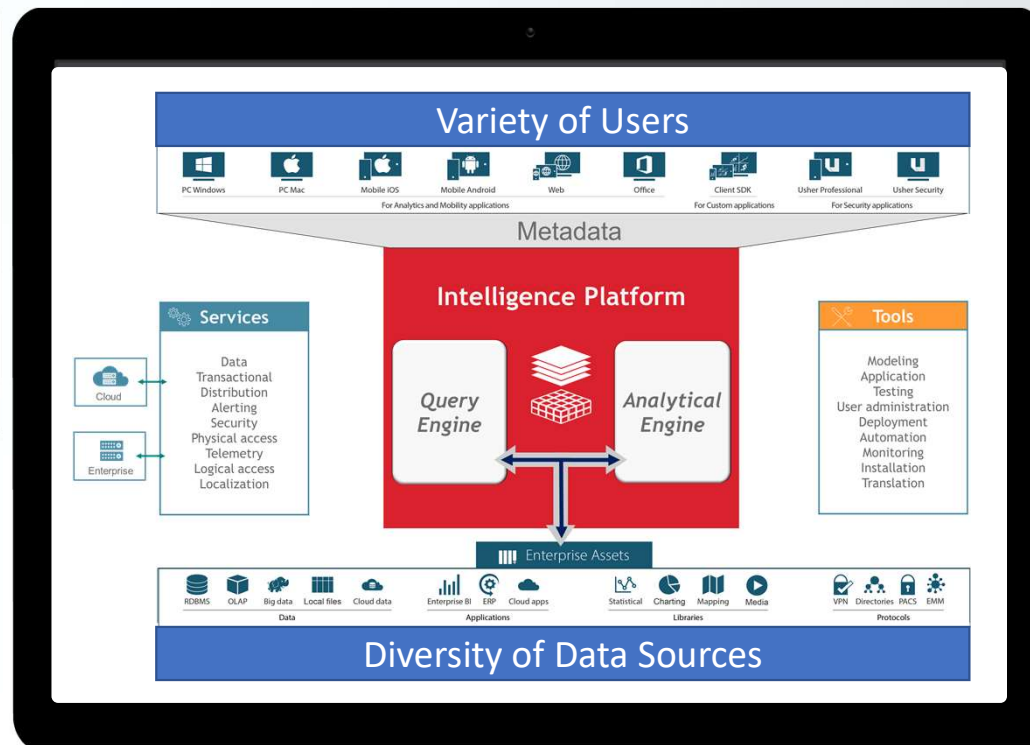 Variety of Users
PC Windows
PC Mac
Mobile iOS
Mobile Android
Web
Office
Client SDK
Usher Professional
Usher Security
For Analytics and Mobility applications
For Custom applications
For Security applications
Metadata
Intelligence Platform
Query
Engine
Analytical
Engine
Services
Data
Transactional
Distribution
Alerting
Security
Physical access
Telemetry
Logical access
Localization
Cloud
Enterprise
Tools
Modeling
Application
Testing
User administration
Deployment
Automation
Monitoring
Installation
Translation
Enterprise Assets
RDBMS
OLAP
Big data
Local files
Cloud data
Enterprise BI
ERP
Cloud apps
Statistical
Charting
Mapping
Media
VPN
Directories
PACS
EMM
Data
Applications
Libraries
Protocols
Diversity of Data Sources